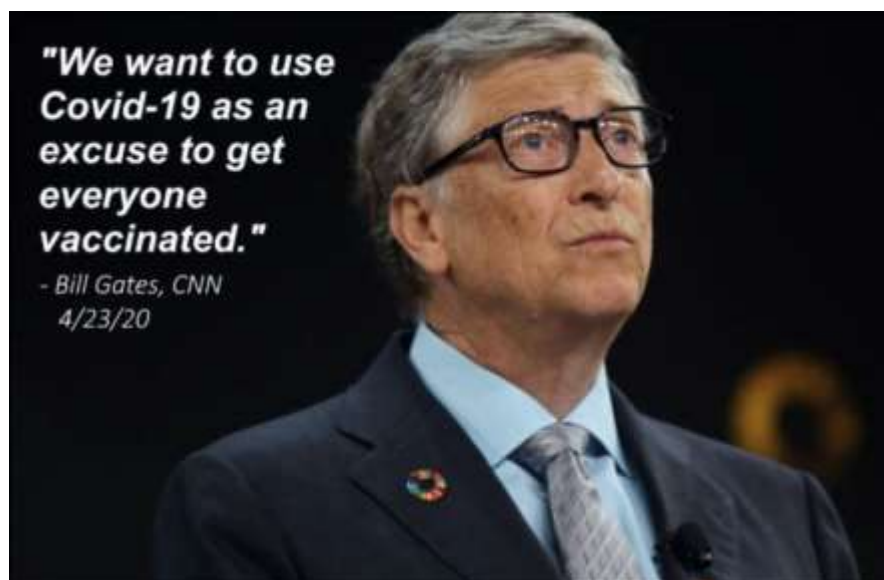 "We want to use
Covid-19 as an
excuse to get
everyone
vaccinated."
- Bill Gates, CNN
4/23/20